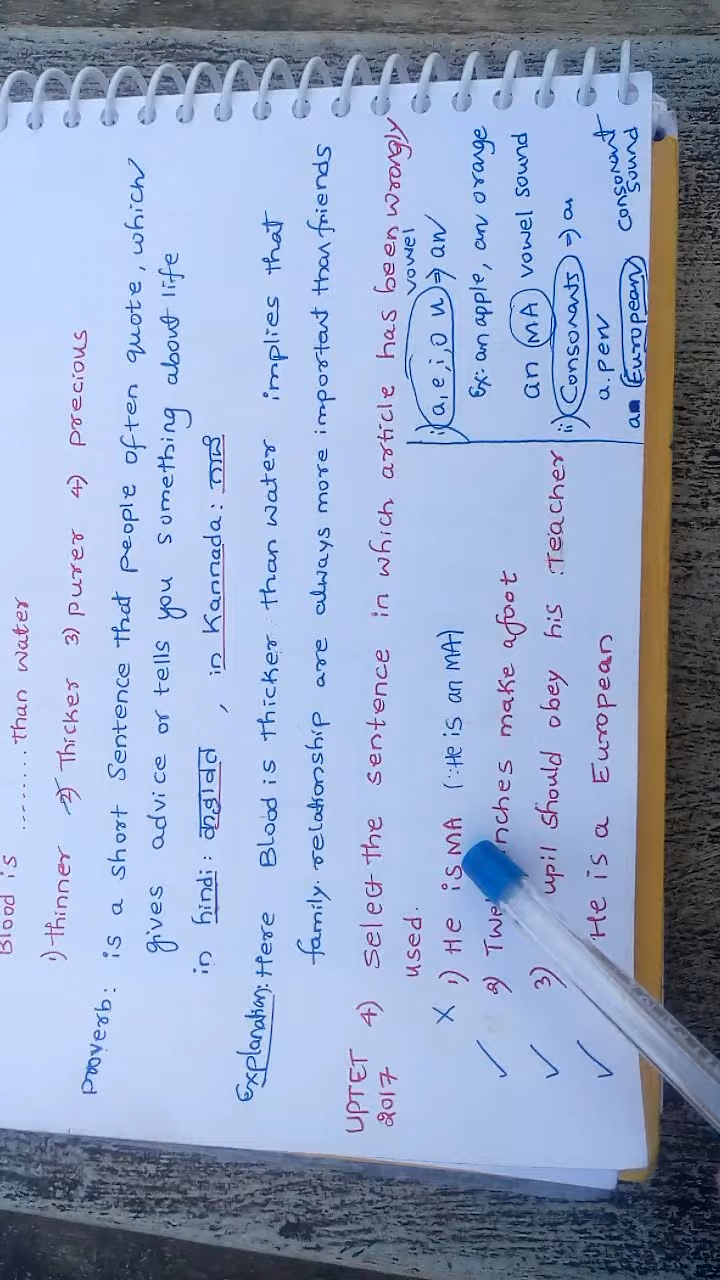 Blood is ........ than water
1) thinner 2) Thicker 3) purer 4) precious
proverb: is a short Sentence that people often quote, which
gives advice or tells you something about life
in hindi: कहावत , in Kannada: ಗಾದೆ
Explanation: Here Blood is thicker than water implies that
family relationship are always more important than friends
UPTET 2017 4) select the sentence in which article has been wrongly
used.
X 1) He is MA (∵He is an MA)
✓ 2) Twe nches make a foot
✓ 3) upil should obey his Teacher
✓ He is a European
vowel
i) a, e, i, o u ⇒ an
Ex: an apple, an orange
an MA vowel sound
ii) Consonants ⇒ a
a pen
a European consonant sound